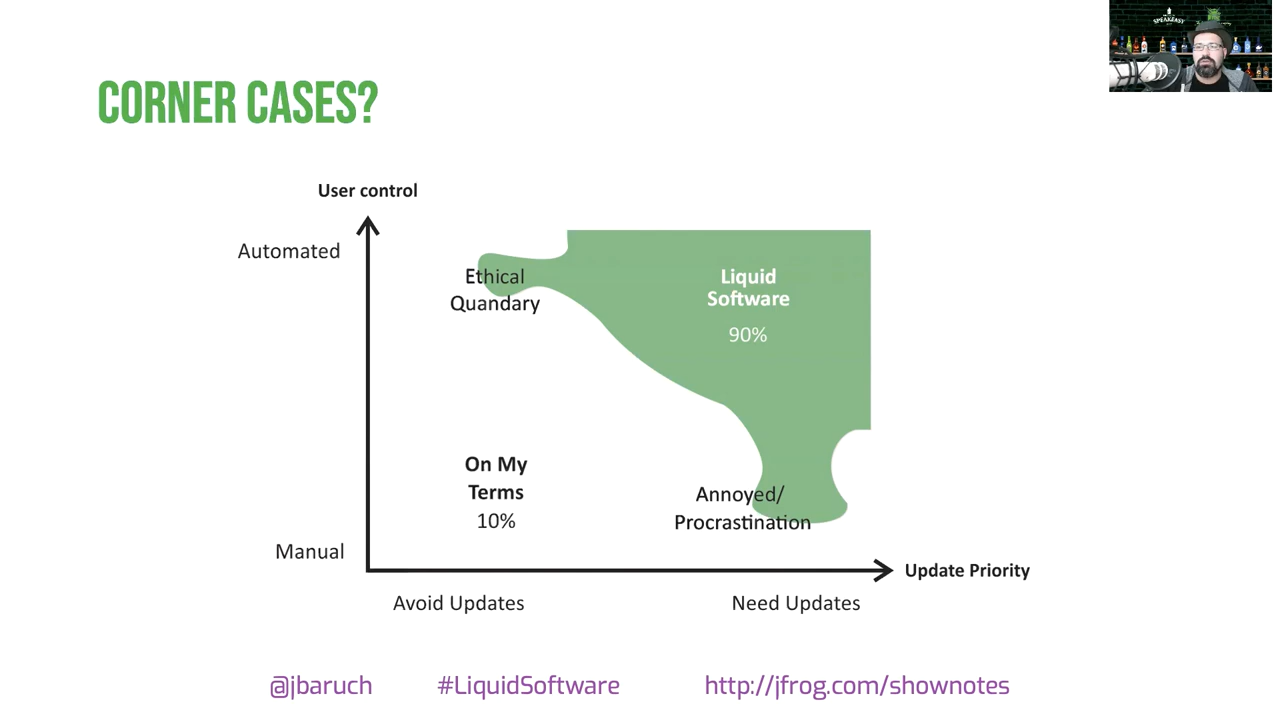 SPEAKEASY
CORNER CASES?
User control
Automated
Ethical
Quandary
Liquid
Software
90%
On My
Terms
10%
Annoyed/
Procrastination
Manual
Update Priority
Avoid Updates
Need Updates
@jbaruch
#LiquidSoftware
http://jfrog.com/shownotes